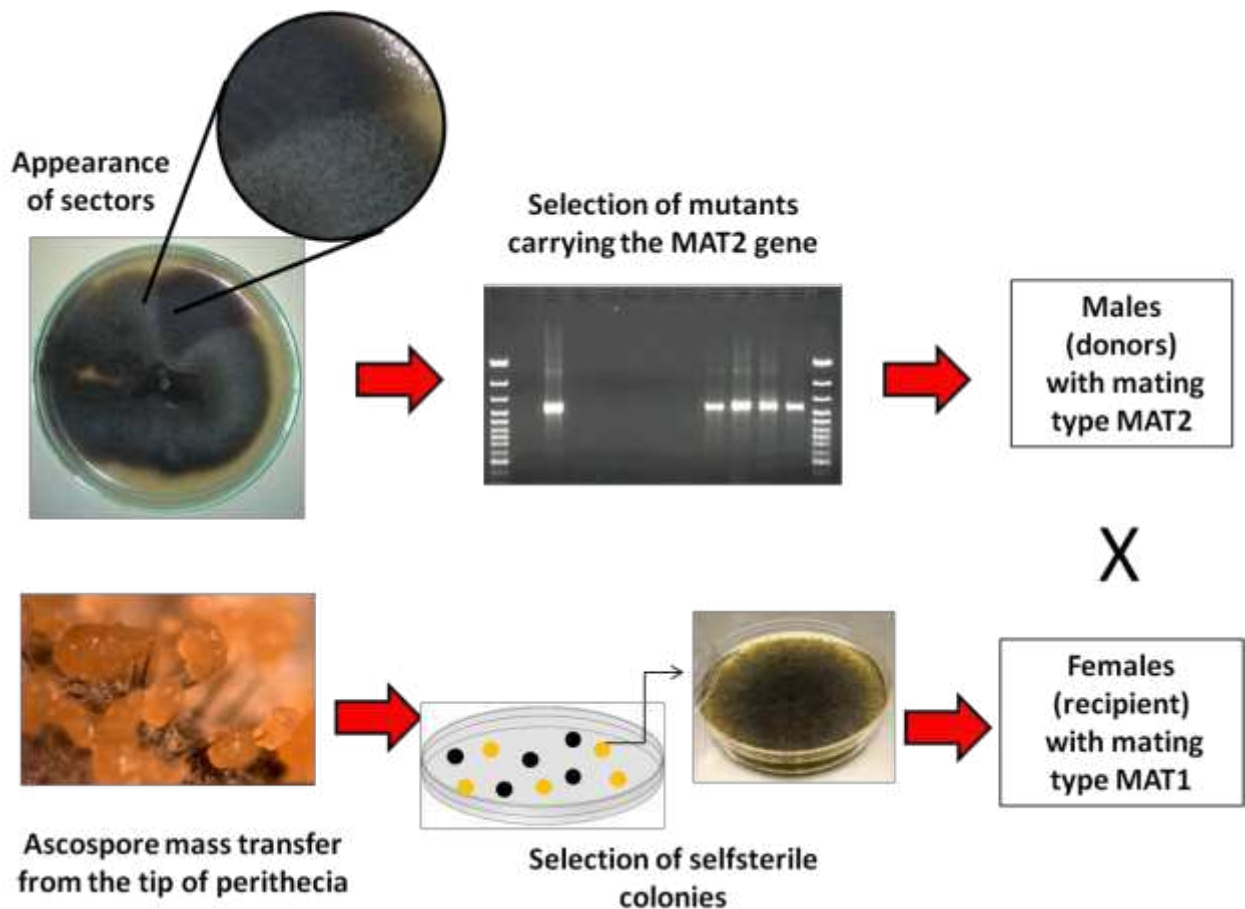 Appearance
of sectors
Selection of mutants
carrying the MAT2 gene
Males
(donors)
with mating
type MAT2
X
Ascospore mass transfer
from the tip of perithecia
Selection of selfsterile
colonies
Females
(recipient)
with mating
type MAT1